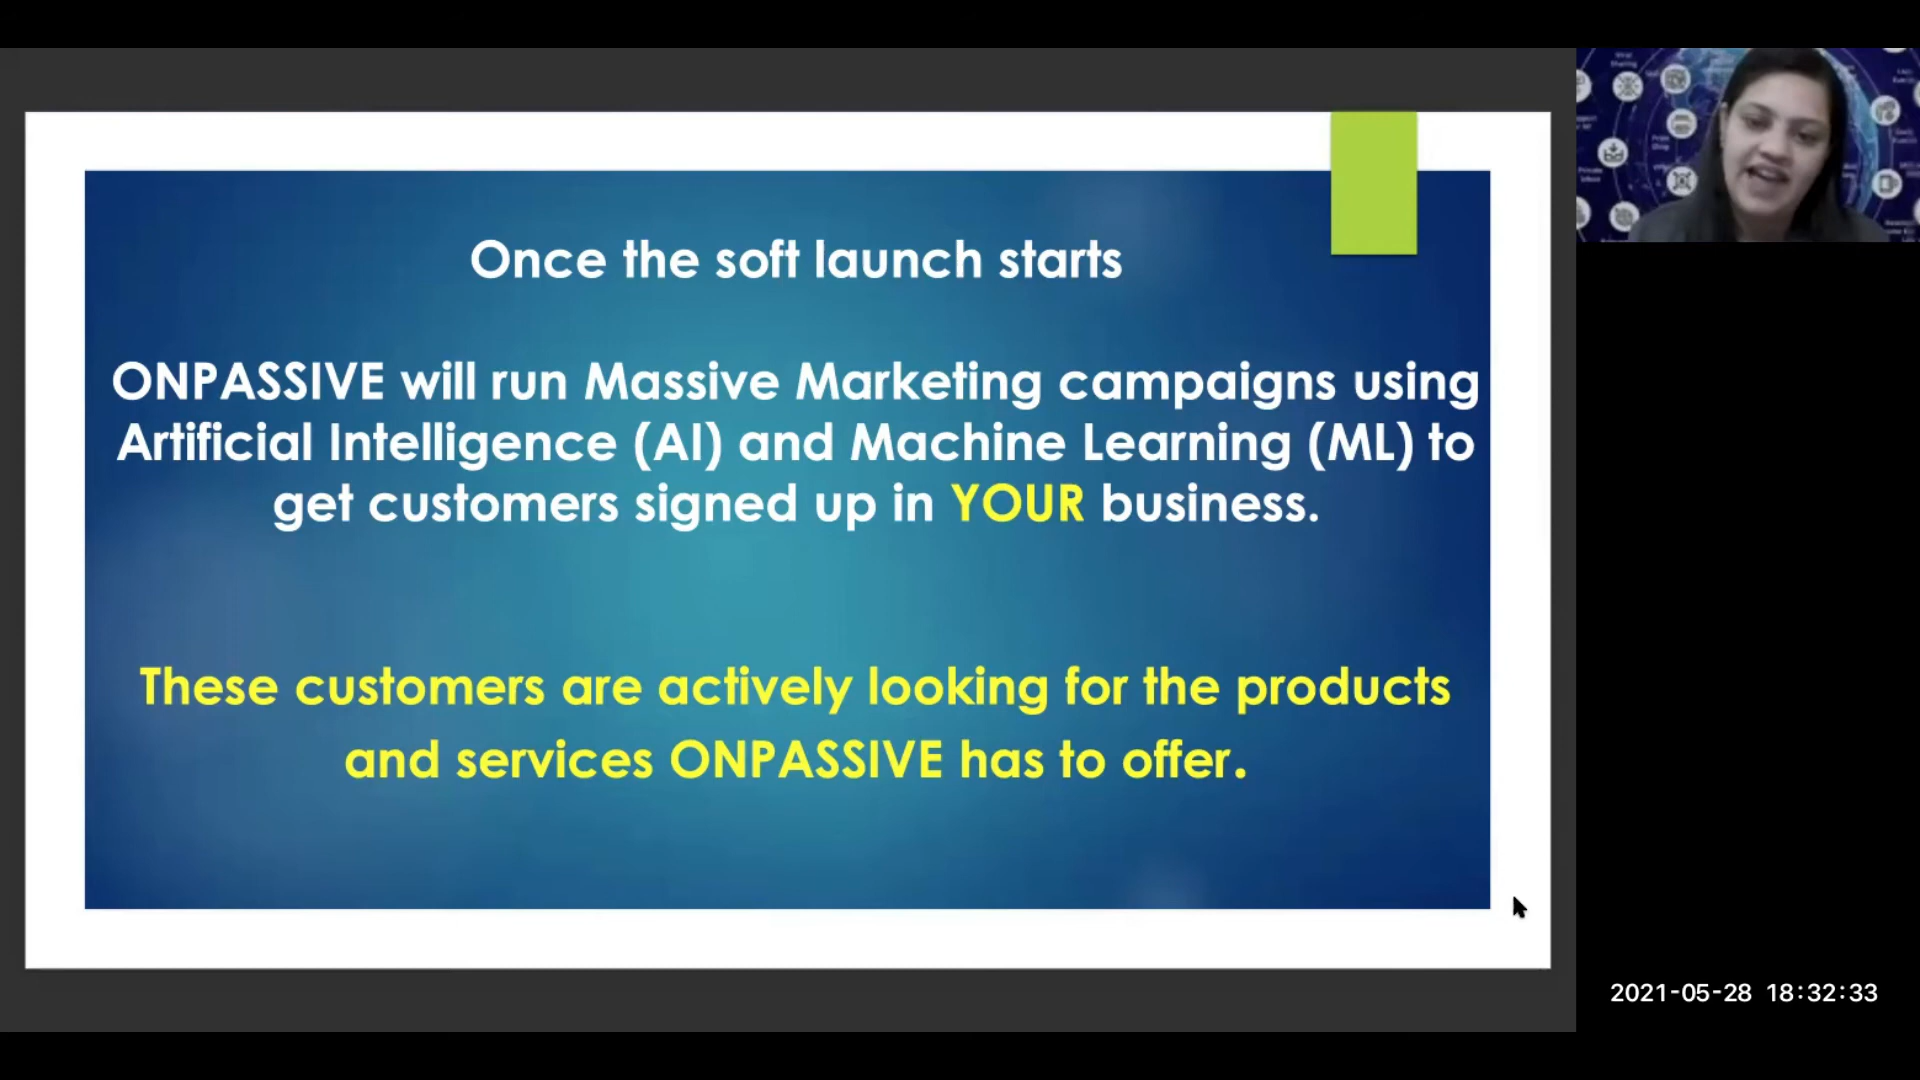 Once the soft launch starts
ONPASSIVE will run Massive Marketing campaigns using
Artificial Intelligence (AI) and Machine Learning (ML) to
get customers signed up in YOUR business.
These customers are actively looking for the products
and services ONPASSIVE has to offer.
2021-05-28 18:32:33